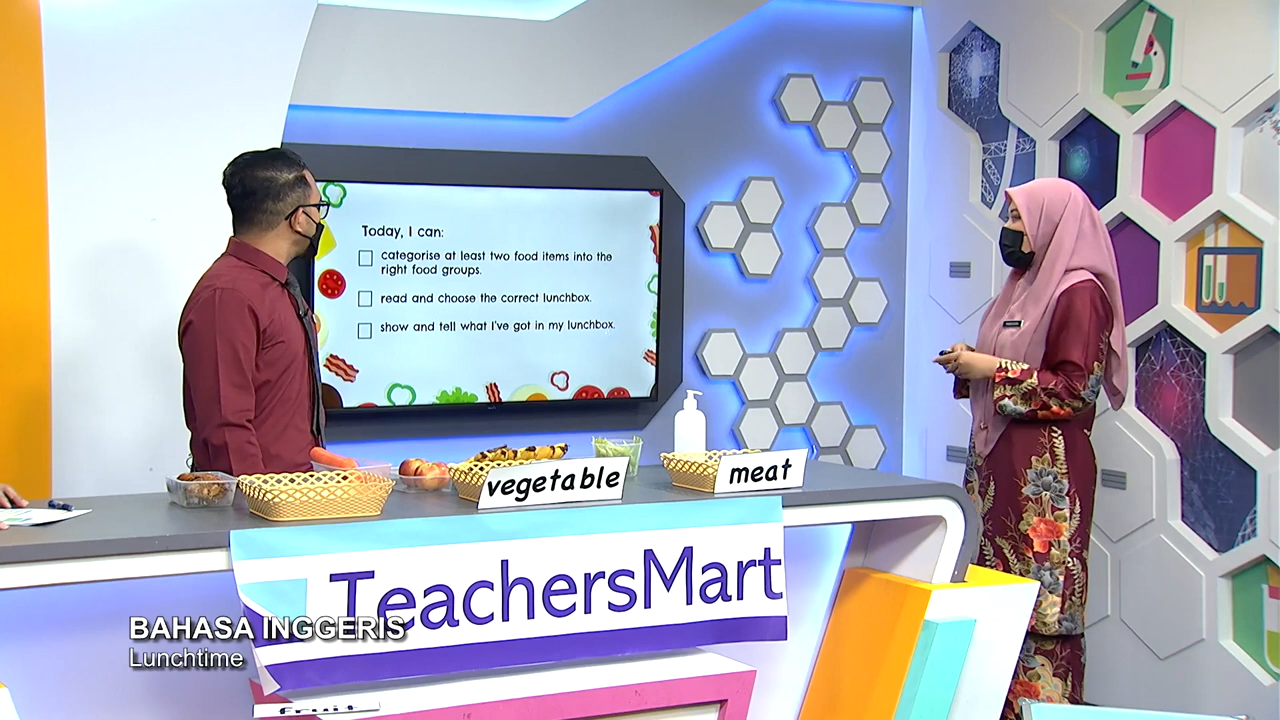 Today, I can:
categorise at least two food items into the
right food groups.
read and choose the correct lunchbox.
show and tell what I've got in my lunchbox.
vegetable
meat
TeachersMart
BAHASA INGGERIS
Lunchtime
fruit